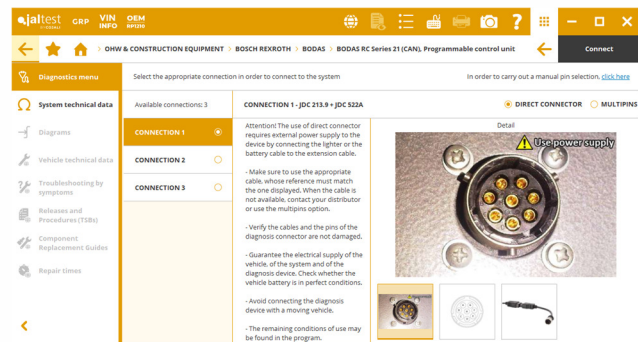 jaltest
GRP
VIN
INFO
OEM
OHW & CONSTRUCTION EQUIPMENT > BOSCH REXROTH > BODAS > BODAS RC Series 21 (CAN), Programmable control unit
Connect
Diagnostics menu
Select the appropriate connection in order to connect to the system
In order to carry out a manual pin selection, click here
System technical data
Diagrams
Vehicle technical data
Troubleshooting by
symptoms
Releases and
Procedures (TSBs)
Component
Replacement Guides
Repair times
Available connections: 3
CONNECTION 1
CONNECTION 2
CONNECTION 3
CONNECTION 1 - JDC 213.9 + JDC 522A
DIRECT CONNECTOR
MULTIPINS
Attention! The use of direct connector
requires external power supply to the
device by connecting the lighter or the
battery cable to the extension cable.
- Make sure to use the appropriate
cable, whose reference must match
the one displayed. When the cable is
not available, contact your distributor
or use the multipins option.
- Verify the cables and the pins of the
diagnosis connector are not damaged.
- Guarantee the electrical supply of the
vehicle, of the system and of the
diagnosis device. Check whether the
vehicle battery is in perfect conditions.
- Avoid connecting the diagnosis
device with a moving vehicle.
- The remaining conditions of use may
be found in the program.
Detail
Use power supply